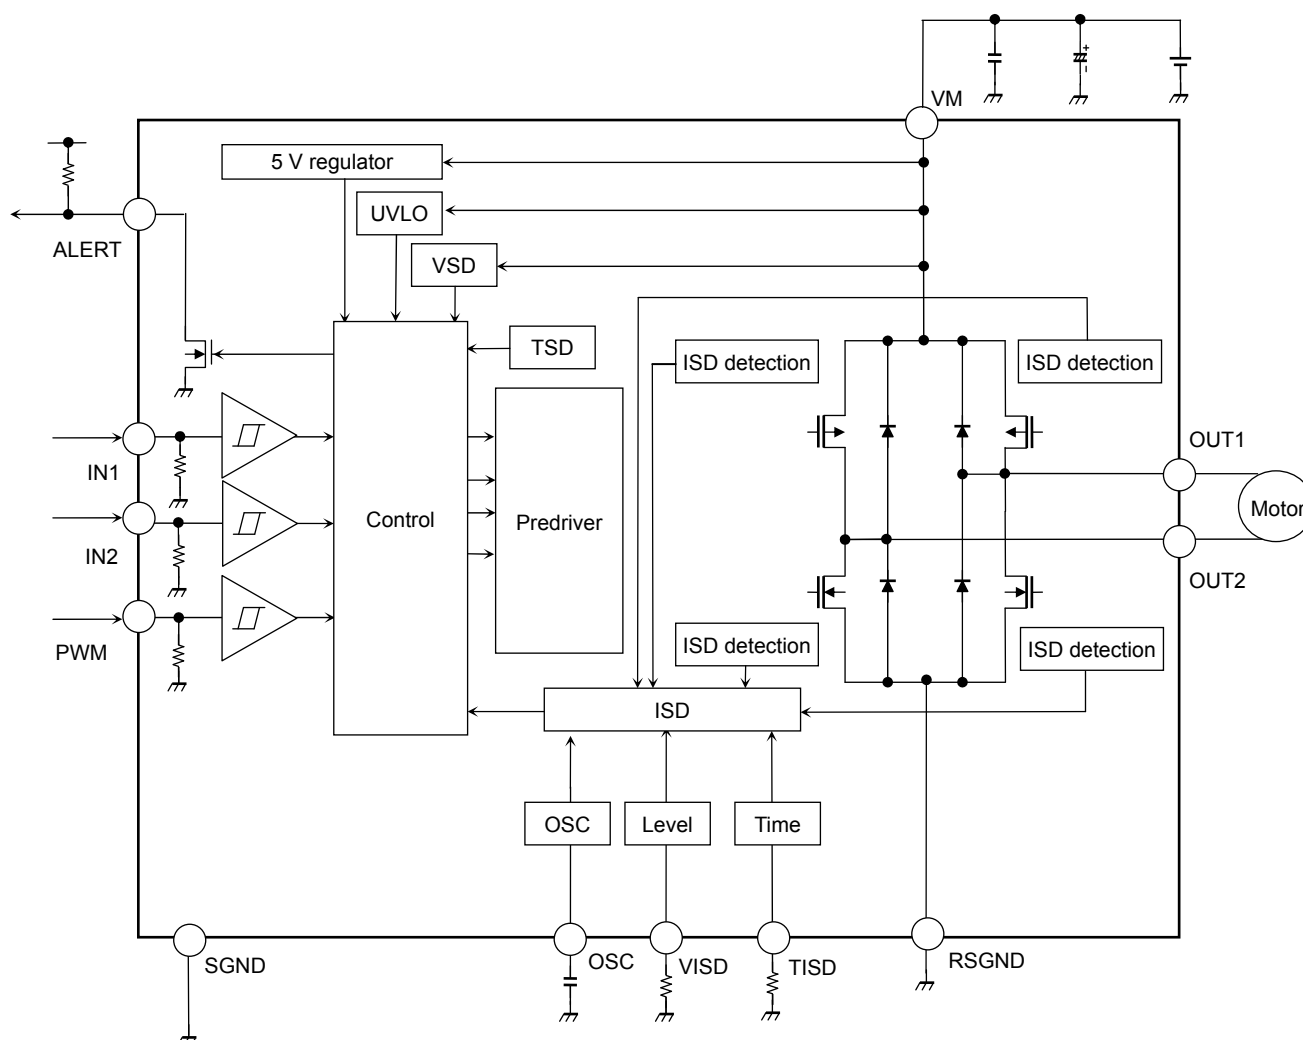 VM
+
-
5 V regulator
UVLO
ALERT
VSD
TSD
ISD detection
ISD detection
OUT1
IN1
Control
Predriver
Motor
IN2
OUT2
PWM
ISD detection
ISD detection
ISD
OSC
Level
Time
SGND
OSC
VISD
TISD
RSGND